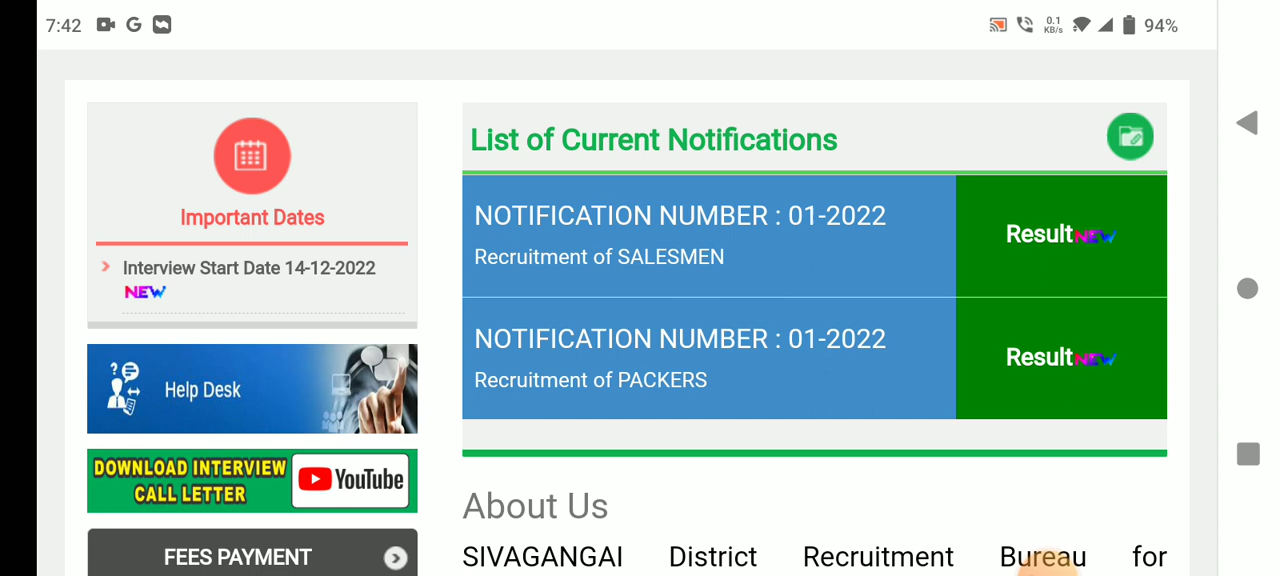 7:42
G
0.1
KB/s
94%
Important Dates
Interview Start Date 14-12-2022
NEW
Help Desk
DOWNLOAD INTERVIEW
CALL LETTER
YouTube
FEES PAYMENT
List of Current Notifications
NOTIFICATION NUMBER : 01-2022
Recruitment of SALESMEN
Result NEW
NOTIFICATION NUMBER : 01-2022
Recruitment of PACKERS
Result NEW
About Us
SIVAGANGAI District Recruitment Bureau for